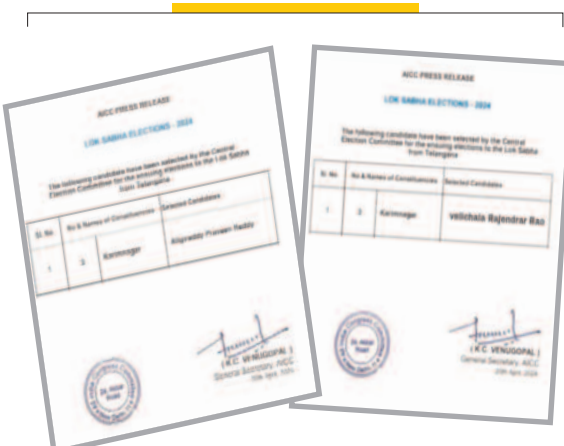 AICC PRESS RELEASE
LOK SABHA ELECTIONS - 2024
The following candidate have been selected by the Central
Election Committee for the ensuing elections to the Lok Sabha
from Telangana
Sl. No No & Names of Constituencies Selected Candidates
1 3 Karimnagar Aligireddy Praveen Reddy
( K.C. VENUGOPAL )
General Secretary, AICC
AICC PRESS RELEASE
LOK SABHA ELECTIONS - 2024
The following candidate have been selected by the Central
Election Committee for the ensuing elections to the Lok Sabha
from Telangana
Sl. No No & Names of Constituencies Selected Candidates
1 3 Karimnagar velichala Rajendrar Rao
( K.C. VENUGOPAL )
General Secretary, AICC